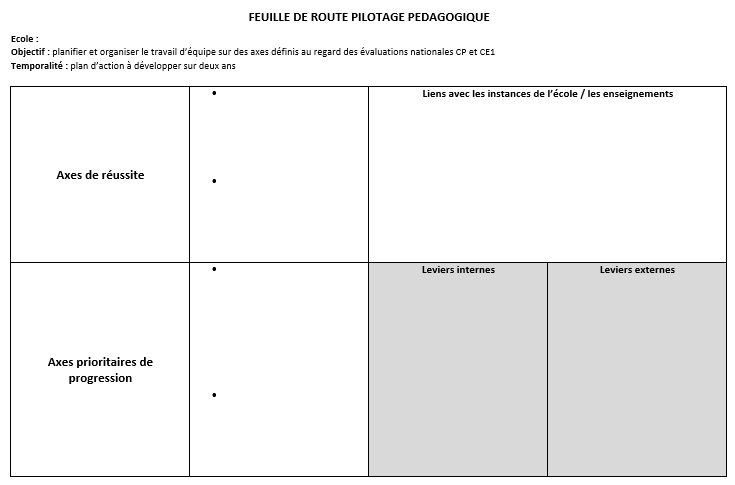 FEUILLE DE ROUTE PILOTAGE PEDAGOGIQUE
Ecole :
Objectif : planifier et organiser le travail d'équipe sur des axes définis au regard des évaluations nationales CP et CE1
Temporalité : plan d'action à développer sur deux ans
Axes de réussite
•
•
Liens avec les instances de l'école / les enseignements
Axes prioritaires de
progression
•
•
Leviers internes
Leviers externes